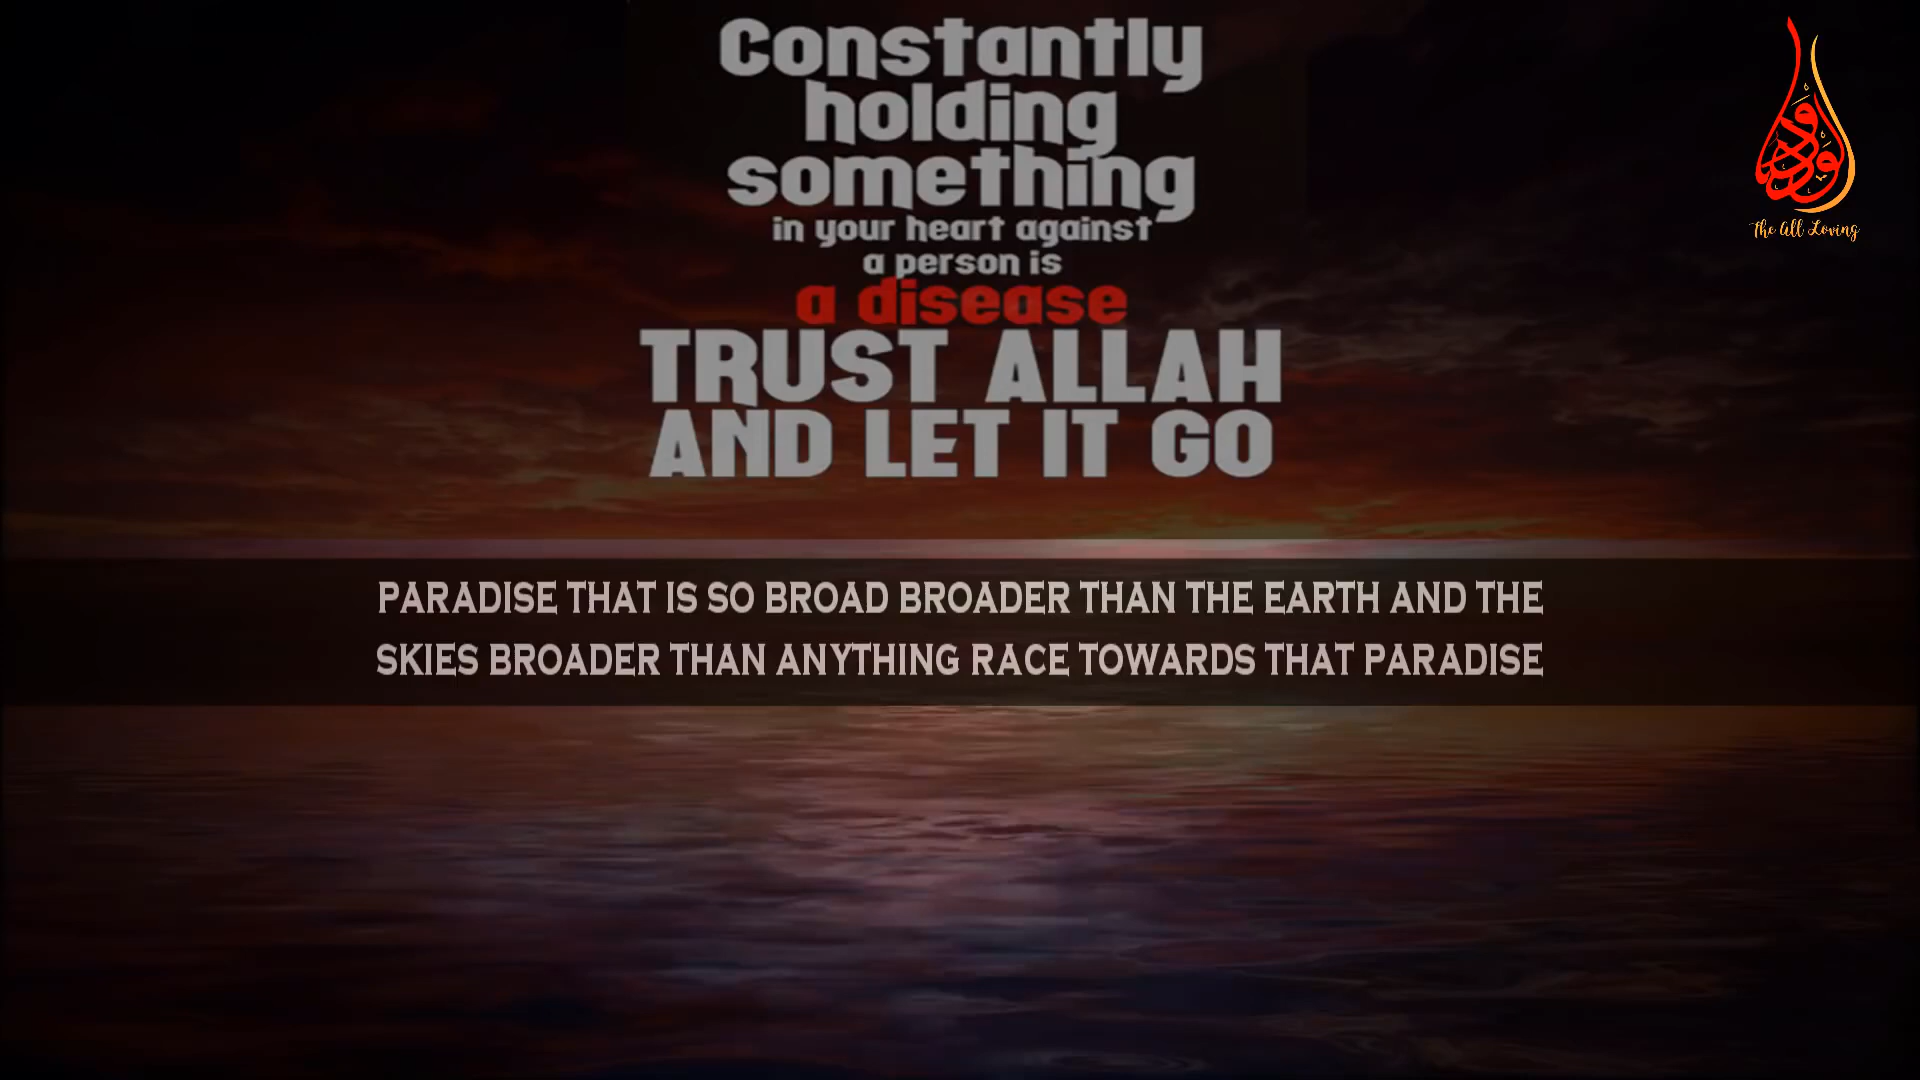 Constantly
holding
something
in your heart against
a person is
a disease
TRUST ALLAH
AND LET IT GO
The All Loving
PARADISE THAT IS SO BROAD BROADER THAN THE EARTH AND THE
SKIES BROADER THAN ANYTHING RACE TOWARDS THAT PARADISE